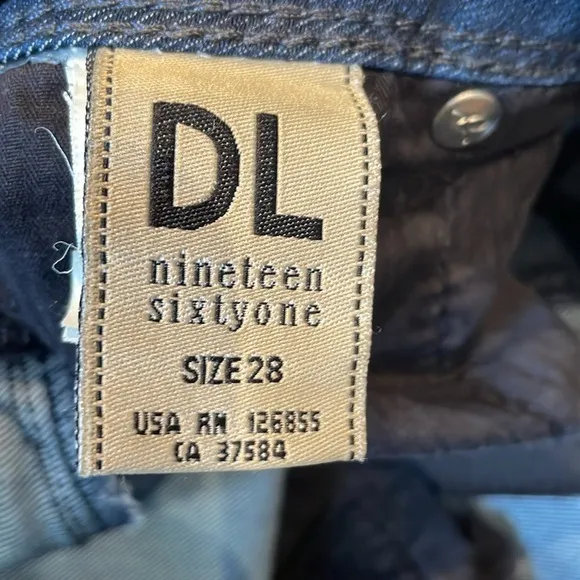 DL
nineteen
sixtyone
SIZE 28
USA RN 126855
CA 37584